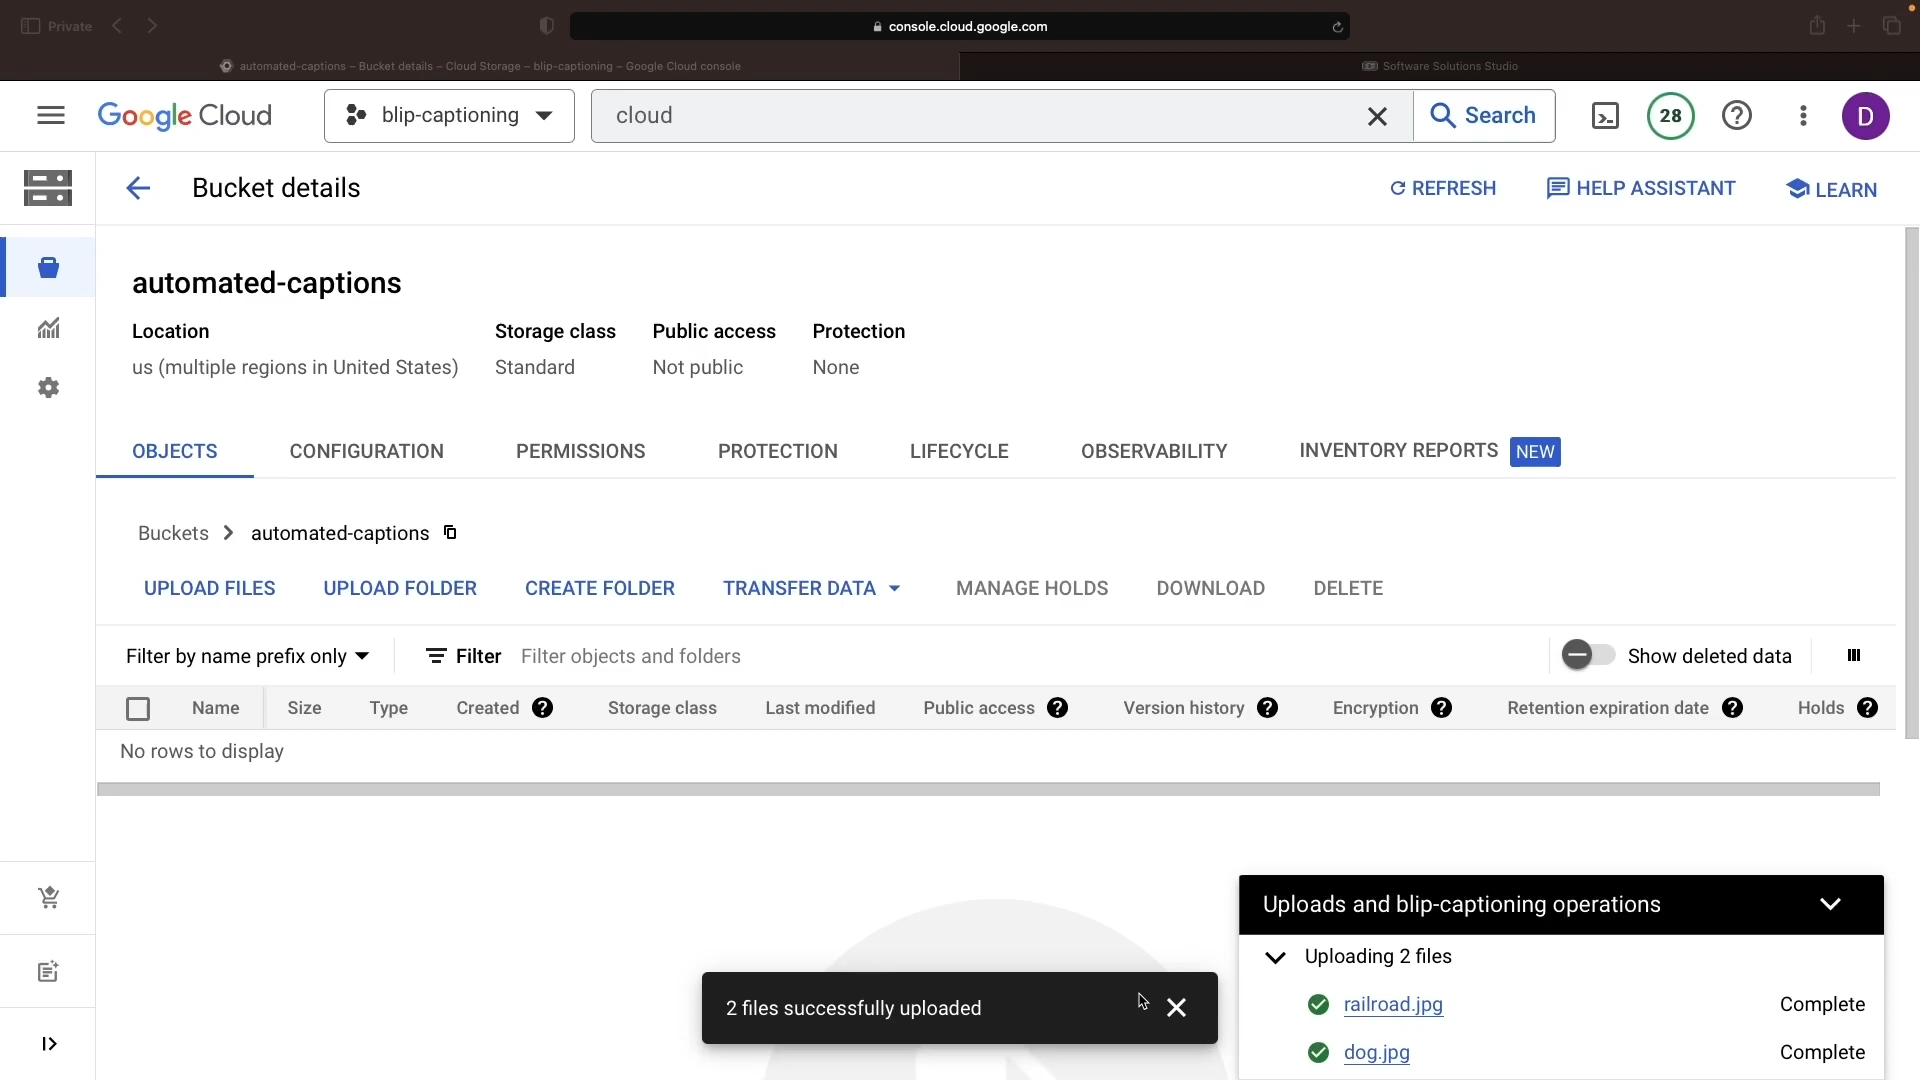 Private
console.cloud.google.com
automated-captions – Bucket details – Cloud Storage – blip-captioning – Google Cloud console
Software Solutions Studio
Google Cloud
blip-captioning
cloud
Search
28
D
Bucket details
REFRESH
HELP ASSISTANT
LEARN
automated-captions
Location Storage class Public access Protection
us (multiple regions in United States) Standard Not public None
OBJECTS CONFIGURATION PERMISSIONS PROTECTION LIFECYCLE OBSERVABILITY INVENTORY REPORTS NEW
Buckets automated-captions
UPLOAD FILES UPLOAD FOLDER CREATE FOLDER TRANSFER DATA MANAGE HOLDS DOWNLOAD DELETE
Filter by name prefix only Filter Filter objects and folders Show deleted data
Name Size Type Created Storage class Last modified Public access Version history Encryption Retention expiration date Holds
No rows to display
Uploads and blip-captioning operations
Uploading 2 files
railroad.jpg Complete
dog.jpg Complete
2 files successfully uploaded